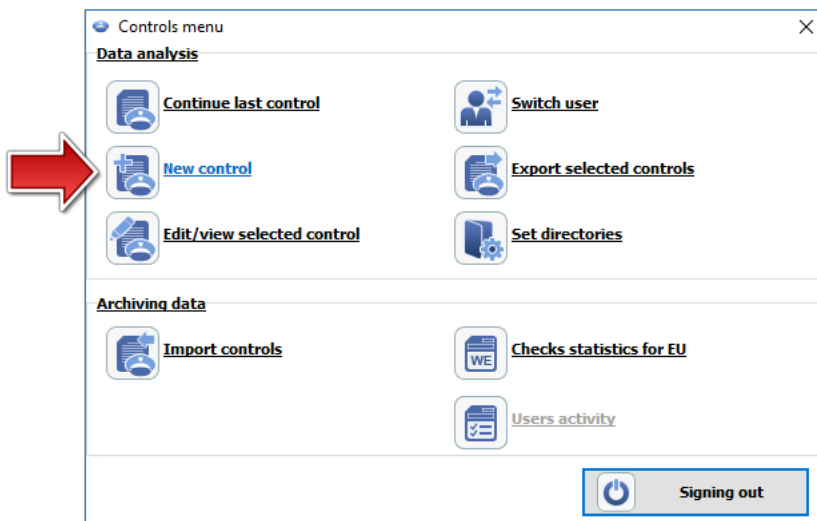 Controls menu
Data analysis
Continue last control
Switch user
New control
Export selected controls
Edit/view selected control
Set directories
Archiving data
Import controls
WE
Checks statistics for EU
Users activity
Signing out